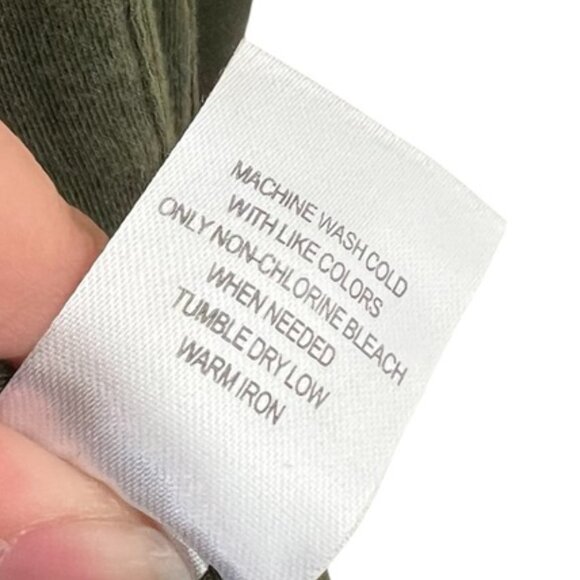 MACHINE WASH COLD
WITH LIKE COLORS
ONLY NON-CHLORINE BLEACH
WHEN NEEDED
TUMBLE DRY LOW
WARM IRON